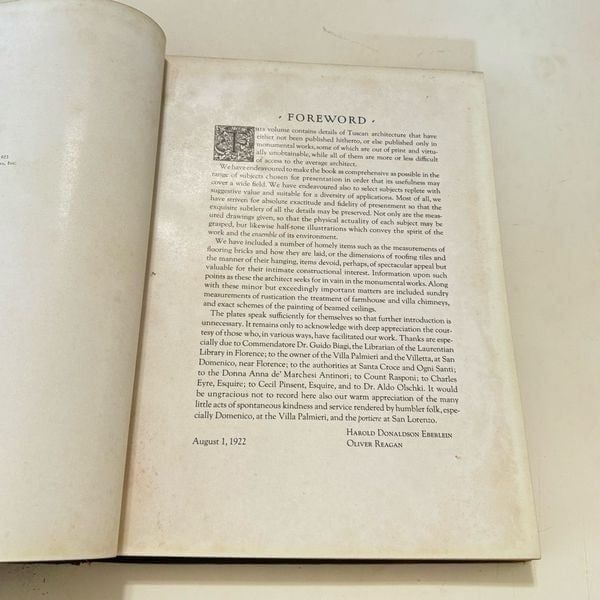 · FOREWORD ·
THIS volume contains details of Tuscan architecture that have
either not been published hitherto, or else published only in
monumental works, some of which are out of print and virtu-
ally unobtainable, while all of them are more or less difficult
of access to the average architect.
We have endeavoured to make the book as comprehensive as possible in the
range of subjects chosen for presentation in order that its usefulness may
cover a wide field. We have endeavoured also to select subjects replete with
suggestive value and suitable for a diversity of applications. Most of all, we
have striven for absolute exactitude and fidelity of presentment so that the
exquisite subtlety of all the details may be preserved. Not only are the meas-
ured drawings given, so that the physical actuality of each subject may be
grasped, but likewise half-tone illustrations which convey the spirit of the
work and the ensemble of its environment.
We have included a number of homely items such as the measurements of
flooring bricks and how they are laid, or the dimensions of roofing tiles and
the manner of their hanging, items devoid, perhaps, of spectacular appeal but
valuable for their intimate constructional interest. Information upon such
points as these the architect seeks for in vain in the monumental works. Along
with these minor but exceedingly important matters are included sundry
measurements of rustication the treatment of farmhouse and villa chimneys,
and exact schemes of the painting of beamed ceilings.
The plates speak sufficiently for themselves so that further introduction is
unnecessary. It remains only to acknowledge with deep appreciation the cour-
tesy of those who, in various ways, have facilitated our work. Thanks are espe-
cially due to Commendatore Dr. Guido Biagi, the Librarian of the Laurentian
Library in Florence; to the owner of the Villa Palmieri and the Villetta, at San
Domenico, near Florence; to the authorities at Santa Croce and Ogni Santi;
to the Donna Anna de' Marchesi Antinori; to Count Rasponi; to Charles
Eyre, Esquire; to Cecil Pinsent, Esquire, and to Dr. Aldo Olschki. It would
be ungracious not to record here also our warm appreciation of the many
little acts of spontaneous kindness and service rendered by humbler folk, espe-
cially Domenico, at the Villa Palmieri, and the portiere at San Lorenzo.
HAROLD DONALDSON EBERLEIN
OLIVER REAGAN
August 1, 1922